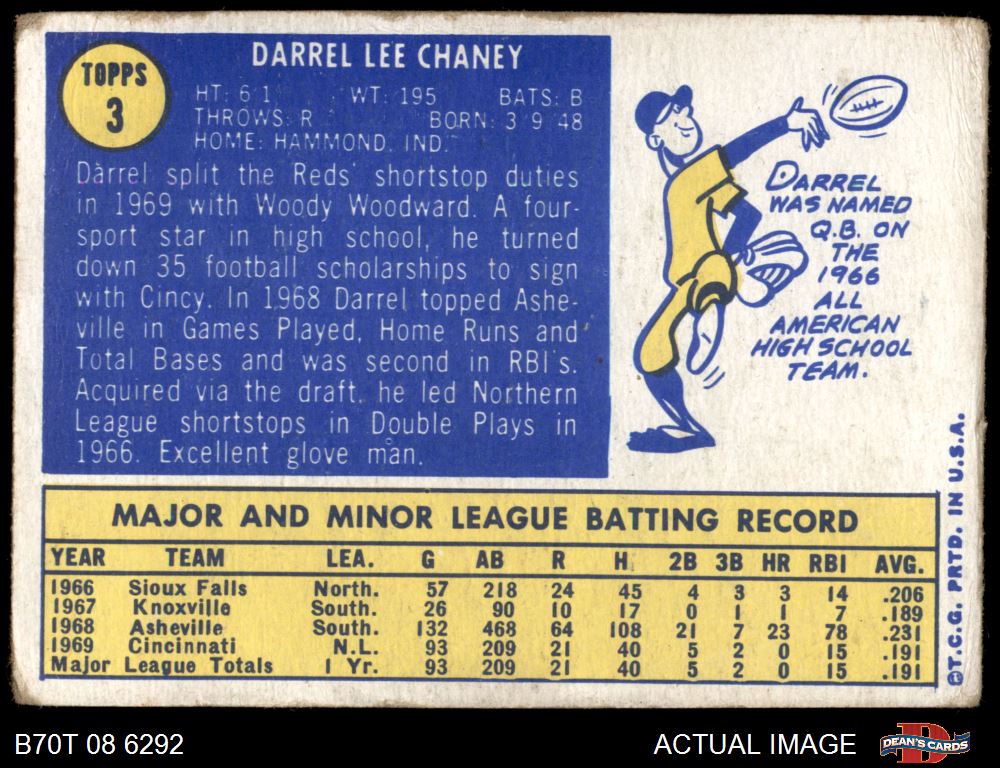 TOPPS
3
DARREL LEE CHANEY
HT: 6'1 WT: 195 BATS: B
THROWS: R BORN: 3 9 48
HOME: HAMMOND, IND.
Darrel split the Reds' shortstop duties
in 1969 with Woody Woodward. A four-
sport star in high school, he turned
down 35 football scholarships to sign
with Cincy. In 1968 Darrel topped Ashe-
ville in Games Played, Home Runs and
Total Bases and was second in RBI's.
Acquired via the draft, he led Northern
League shortstops in Double Plays in
1966. Excellent glove man.
DARREL
WAS NAMED
Q.B. ON
THE
1966
ALL
AMERICAN
HIGH SCHOOL
TEAM.
MAJOR AND MINOR LEAGUE BATTING RECORD
YEAR TEAM LEA. G AB R H 2B 3B HR RBI AVG.
1966 Sioux Falls North. 57 218 24 45 4 3 3 14 .206
1967 Knoxville South. 26 90 10 17 0 1 1 7 .189
1968 Asheville South. 132 468 64 108 21 7 23 78 .231
1969 Cincinnati N.L. 93 209 21 40 5 2 0 15 .191
Major League Totals 1 Yr. 93 209 21 40 5 2 0 15 .191
©T.C.G. PRTD. IN U.S.A.
B70T 08 6292
ACTUAL IMAGE
DEAN'S CARDS